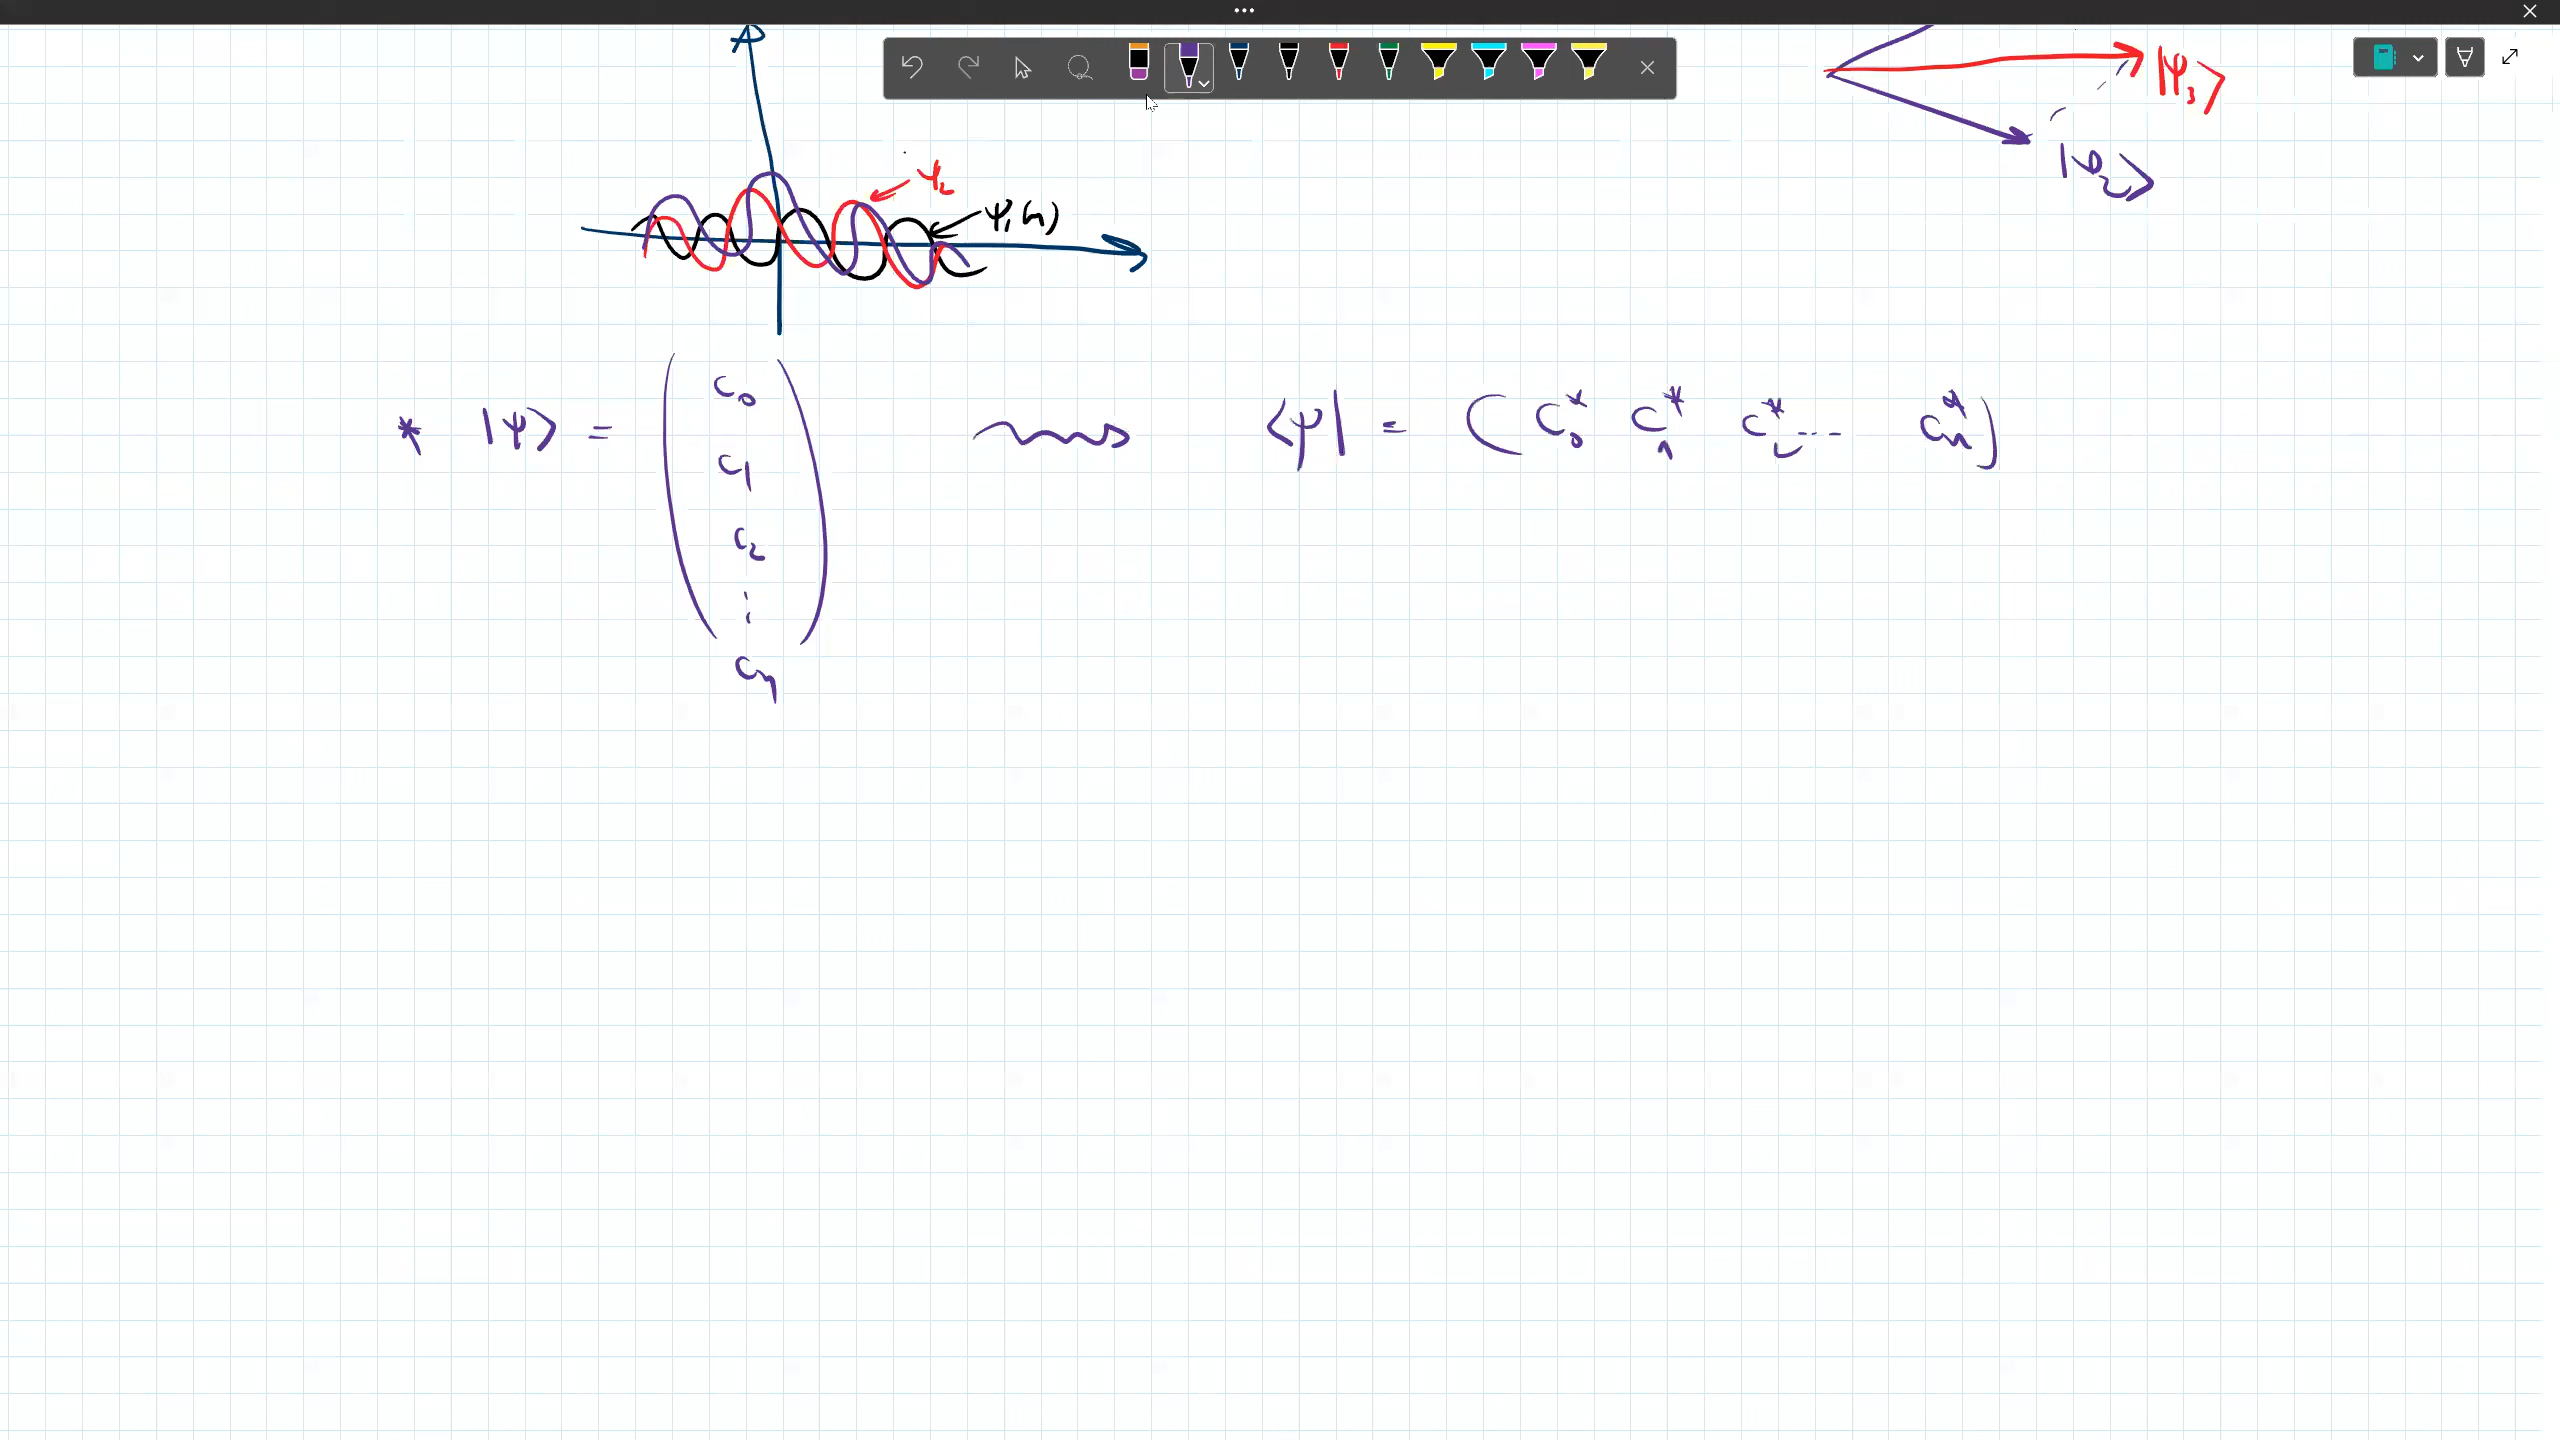 |ψ₃⟩
|ψ₂⟩
ψ₂
ψ₁(n)
* |ψ⟩ = ( c₀ c₁ c₂ ⋮ cₙ ) ⟨ψ| = ( c₀* c₁* c₂* ... cₙ* )